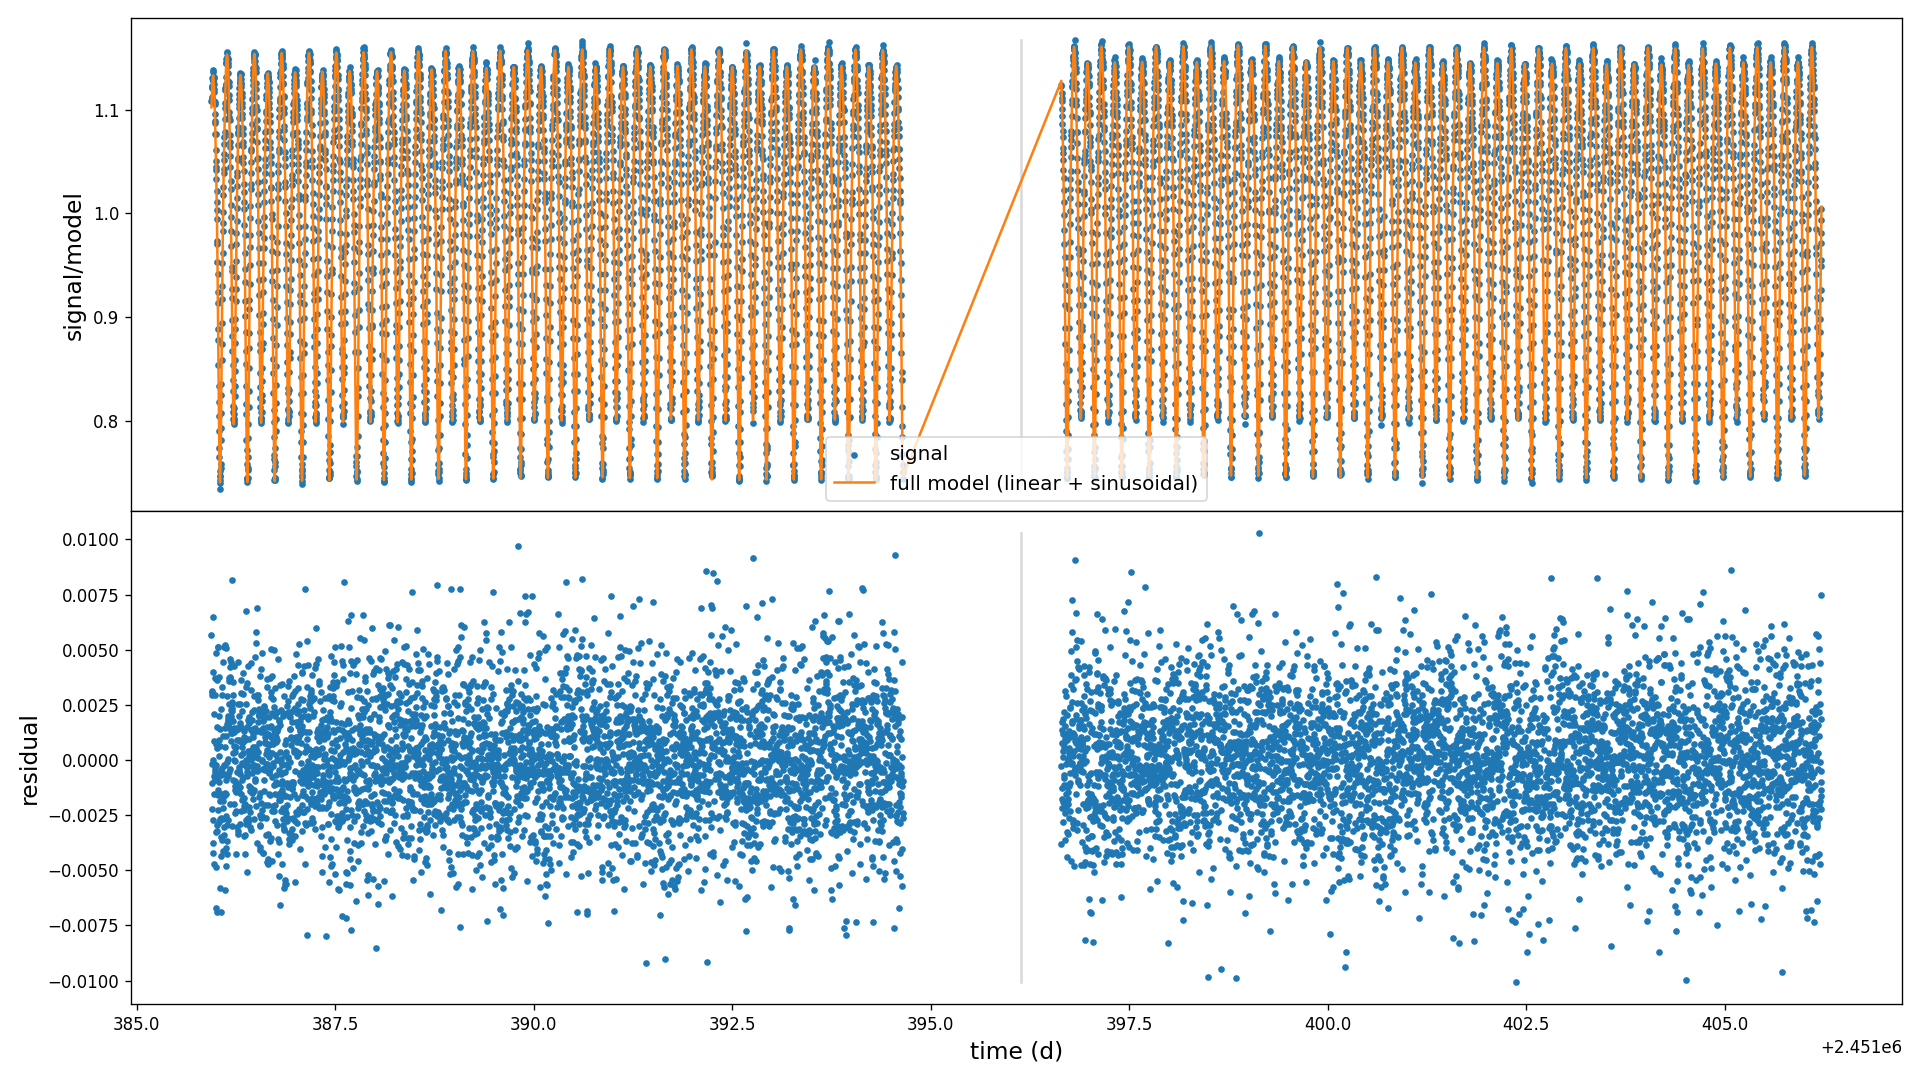 signal/model
1.1
1.0
0.9
0.8
signal
full model (linear + sinusoidal)
residual
0.0100
0.0075
0.0050
0.0025
0.0000
−0.0025
−0.0050
−0.0075
−0.0100
385.0 387.5 390.0 392.5 395.0 397.5 400.0 402.5 405.0
time (d)
+2.451e6